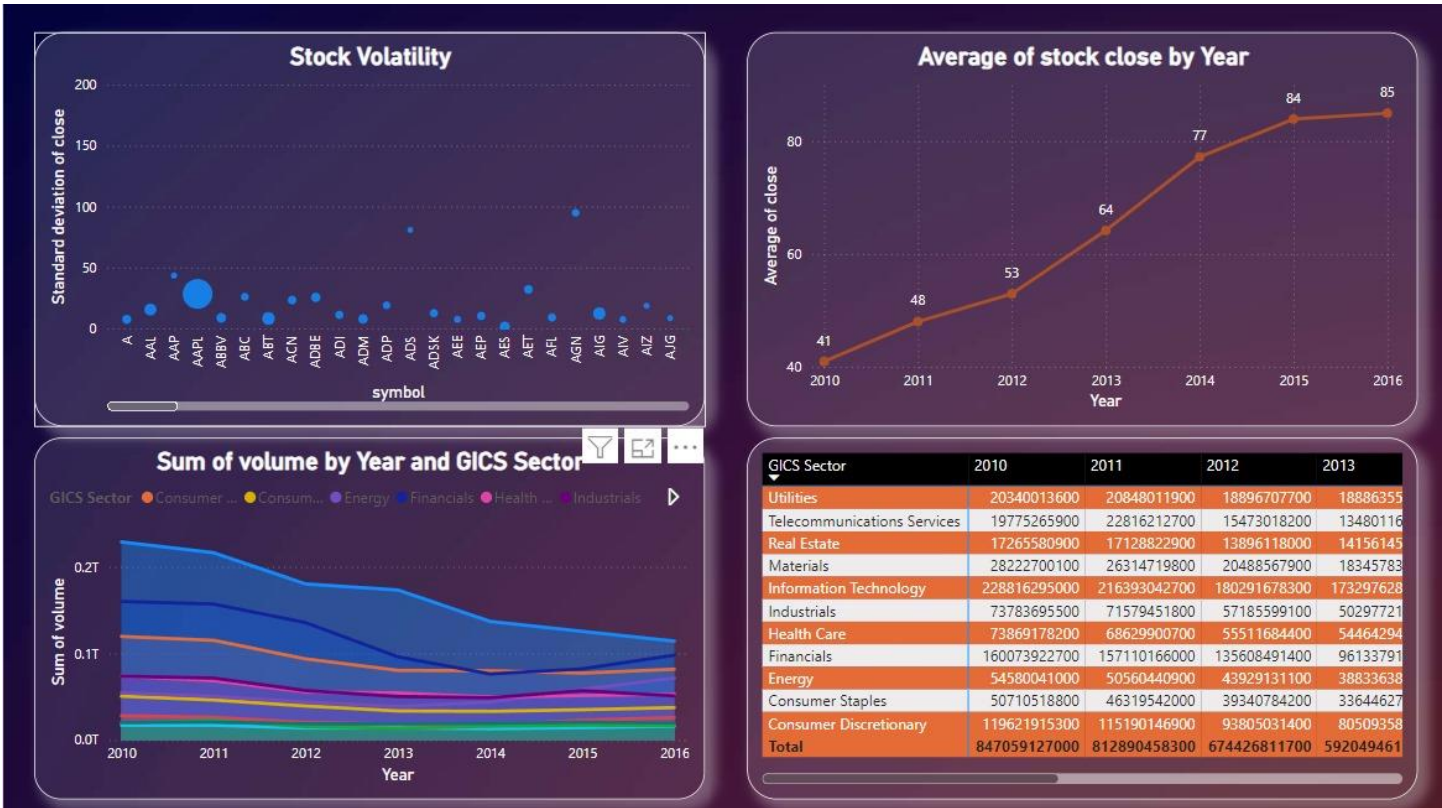 Stock Volatility
200
150
100
50
0
Standard deviation of close
A AAL AAP AAPL ABBV ABC ABT ACN ADBE ADI ADM ADP ADS ADSK AEE AEP AES AET AFL AGN AIG AIV AIZ AJG
symbol
Average of stock close by Year
80
60
40
Average of close
41 48 53 64 77 84 85
2010 2011 2012 2013 2014 2015 2016
Year
Sum of volume by Year and GICS Sector
GICS Sector Consumer ... Consum... Energy Financials Health ... Industrials
0.2T
0.1T
0.0T
Sum of volume
2010 2011 2012 2013 2014 2015 2016
Year
GICS Sector 2010 2011 2012 2013
Utilities 20340013600 20848011900 18896707700 18886355
Telecommunications Services 19775265900 22816212700 15473018200 13480116
Real Estate 17265580900 17128822900 13896118000 14156145
Materials 28222700100 26314719800 20488567900 18345783
Information Technology 228816295000 216393042700 180291678300 173297628
Industrials 73783695500 71579451800 57185599100 50297721
Health Care 73869178200 68629900700 55511684400 54464294
Financials 160073922700 157110166000 135608491400 96133791
Energy 54580041000 50560440900 43929131100 38833638
Consumer Staples 50710518800 46319542000 39340784200 33644627
Consumer Discretionary 119621915300 115190146900 93805031400 80509358
Total 847059127000 812890458300 674426811700 592049461